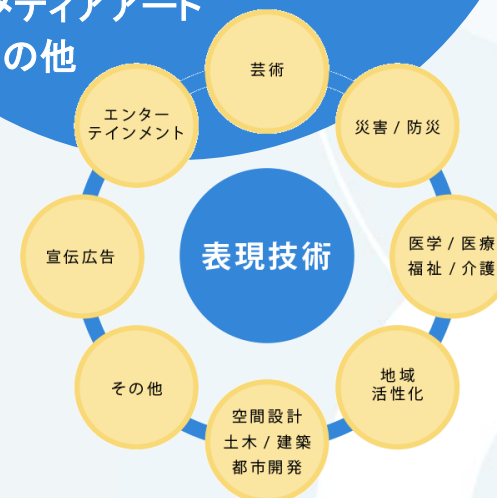 メディアアート
の他
芸術
エンター
テインメント
災害 / 防災
宣伝広告
表現技術
医学 / 医療
福祉 / 介護
その他
地域
活性化
空間設計
土木 / 建築
都市開発